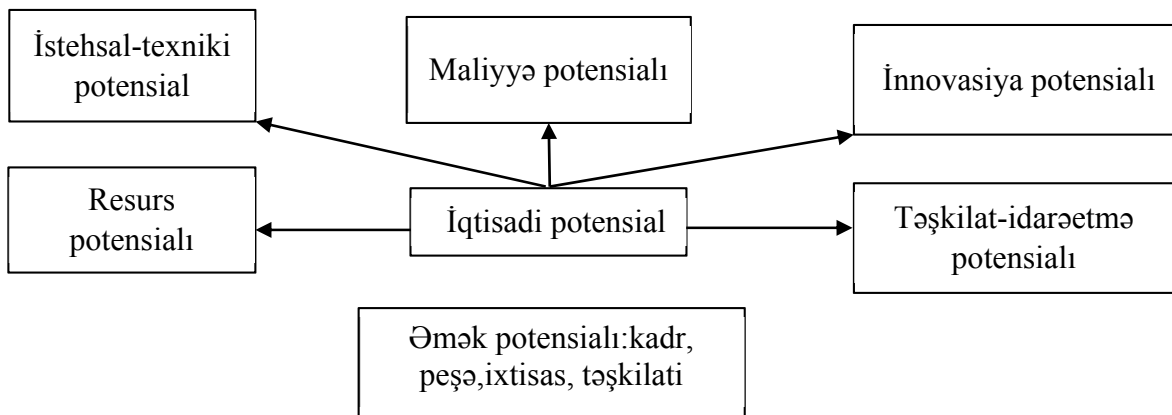 İstehsal-texniki
potensial
Maliyyə potensialı
İnnovasiya potensialı
Resurs
potensialı
İqtisadi potensial
Təşkilat-idarəetmə
potensialı
Əmək potensialı:kadr,
peşə,ixtisas, təşkilati